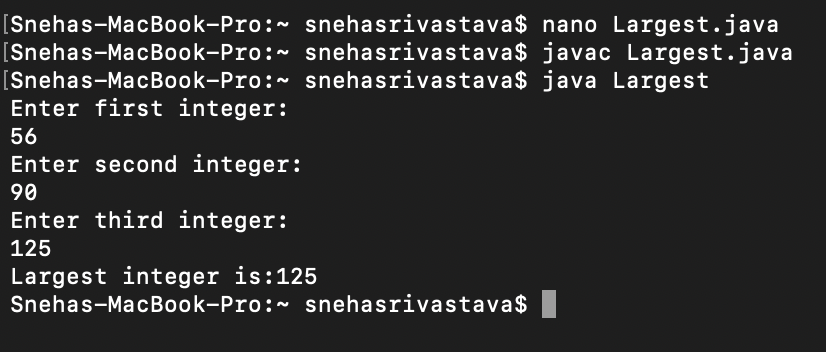 [Snehas-MacBook-Pro:~ snehasrivastava$ nano Largest.java
[Snehas-MacBook-Pro:~ snehasrivastava$ javac Largest.java
[Snehas-MacBook-Pro:~ snehasrivastava$ java Largest
Enter first integer:
56
Enter second integer:
90
Enter third integer:
125
Largest integer is:125
Snehas-MacBook-Pro:~ snehasrivastava$